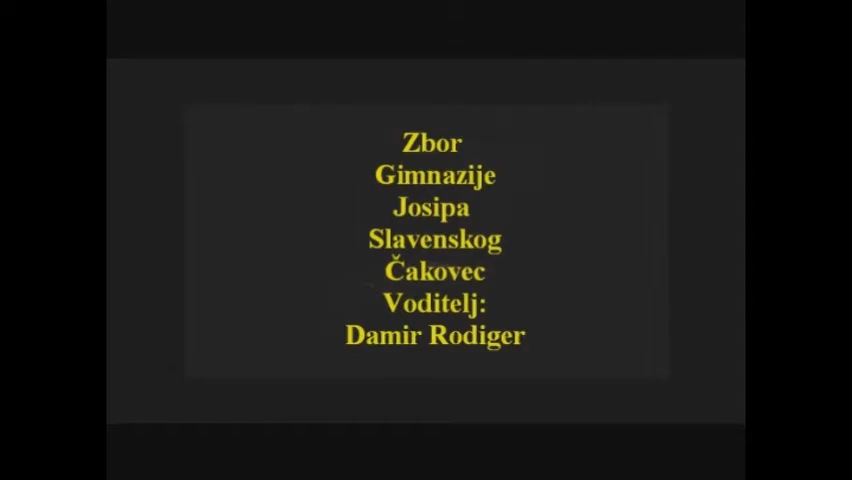 Zbor
Gimnazije
Josipa
Slavenskog
Čakovec
Voditelj:
Damir Rodiger